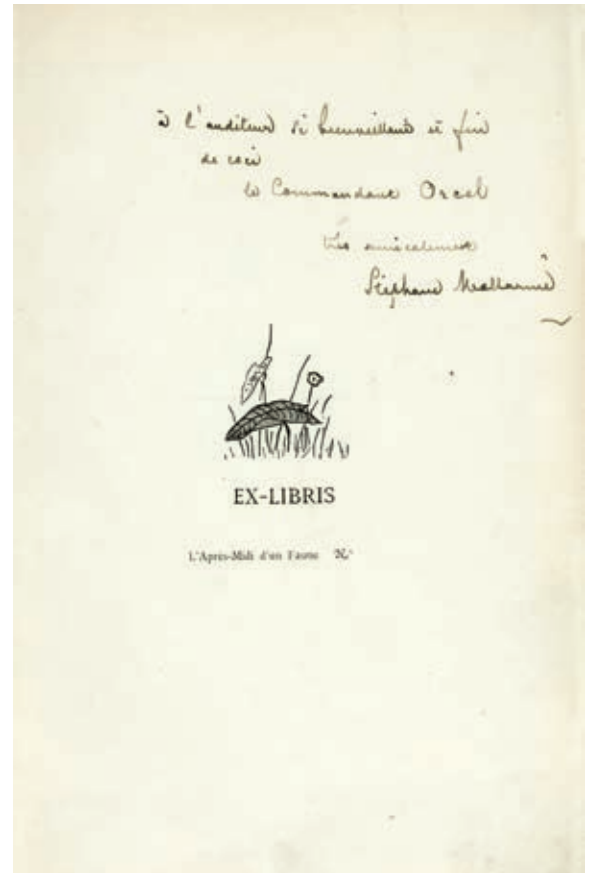 à l'auditeur si bienveillant et fin
de ceci
le Commandant Orcel
très amicalement
Stéphane Mallarmé
EX-LIBRIS
L'Après-Midi d'un Faune N.°